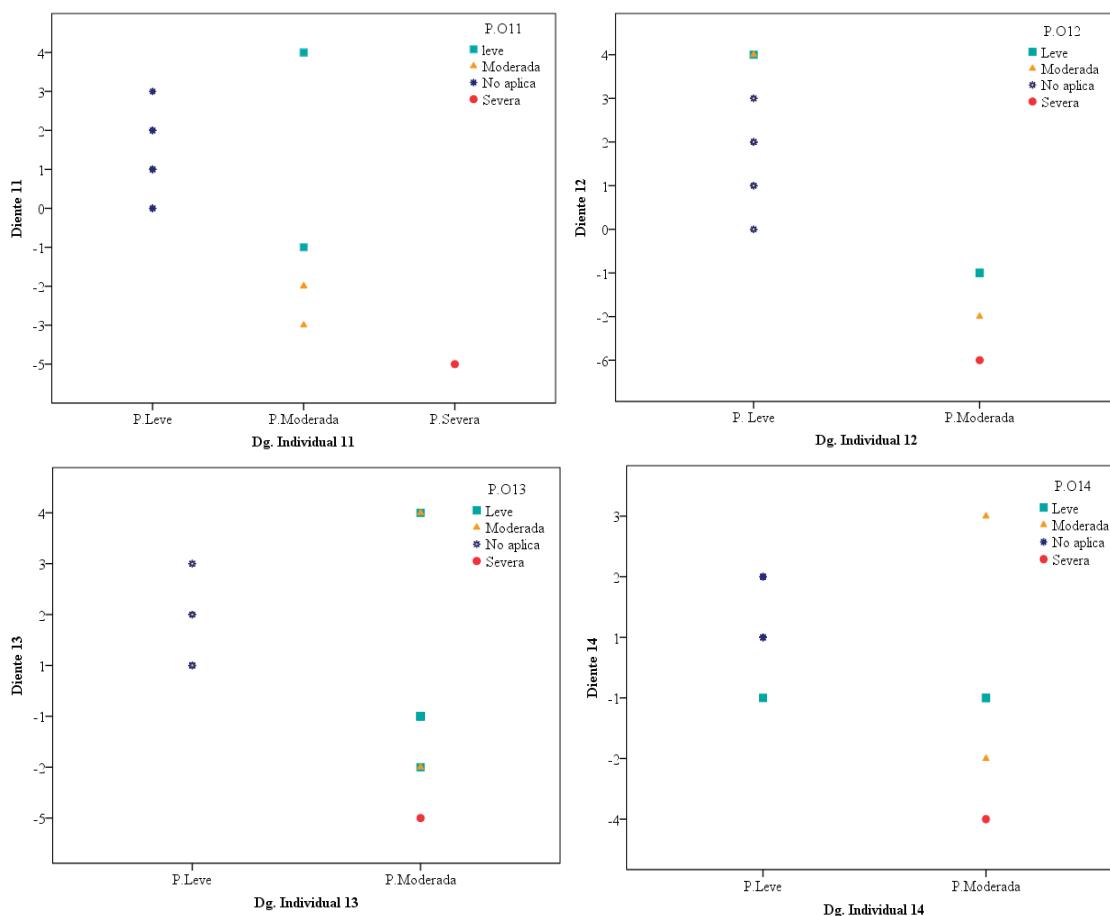 P.O11
leve
Moderada
No aplica
Severa
4
3
2
1
0
-1
-2
-3
-5
Diente 11
P.Leve
P.Moderada
P.Severa
Dg. Individual 11
P.O12
Leve
Moderada
No aplica
Severa
4
3
2
1
0
-1
-2
-6
Diente 12
P. Leve
P.Moderada
Dg. Individual 12
P.O13
Leve
Moderada
No aplica
Severa
4
3
2
1
-1
-2
-5
Diente 13
P.Leve
P.Moderada
Dg. Individual 13
P.O14
Leve
Moderada
No aplica
Severa
3
2
1
-1
-2
-4
Diente 14
P.Leve
P.Moderada
Dg. Individual 14